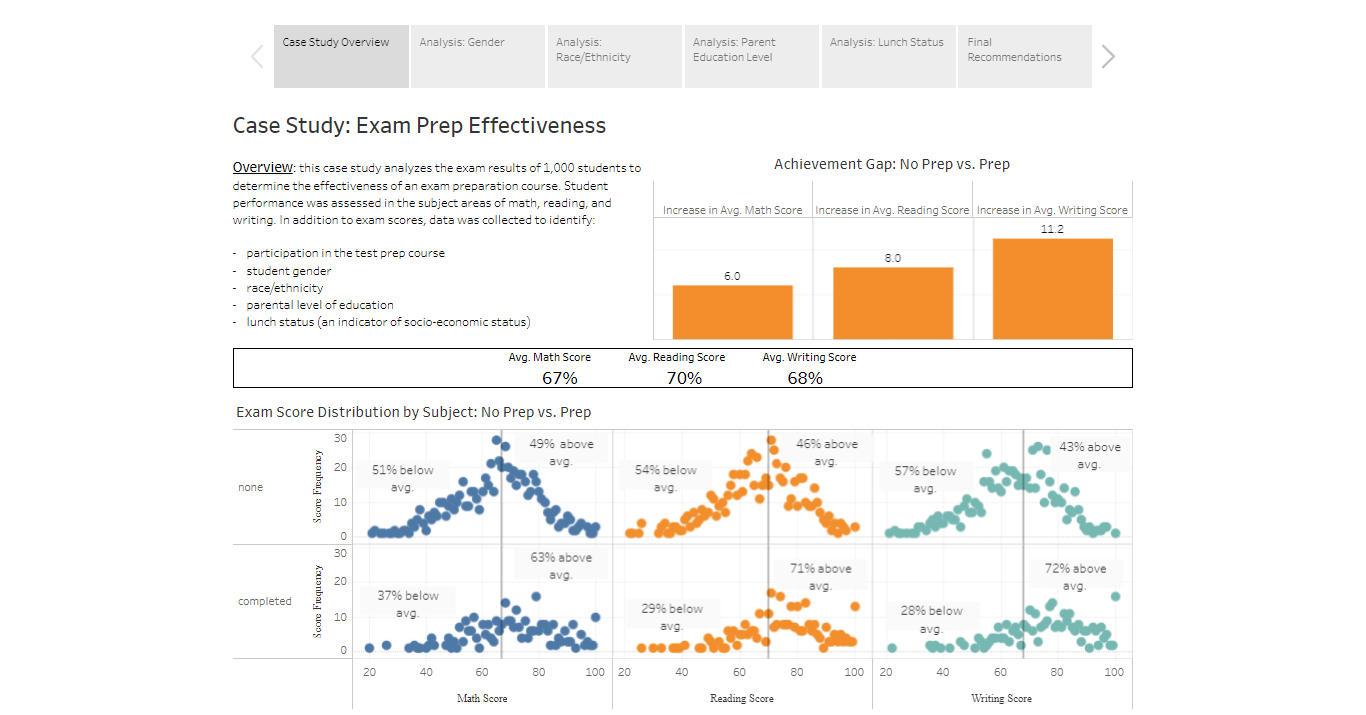 Case Study Overview
Analysis: Gender
Analysis:
Race/Ethnicity
Analysis: Parent
Education Level
Analysis: Lunch Status
Final
Recommendations
Case Study: Exam Prep Effectiveness
Overview: this case study analyzes the exam results of 1,000 students to
determine the effectiveness of an exam preparation course. Student
performance was assessed in the subject areas of math, reading, and
writing. In addition to exam scores, data was collected to identify:
- participation in the test prep course
- student gender
- race/ethnicity
- parental level of education
- lunch status (an indicator of socio-economic status)
Achievement Gap: No Prep vs. Prep
Increase in Avg. Math Score
Increase in Avg. Reading Score
Increase in Avg. Writing Score
6.0
8.0
11.2
Avg. Math Score
67%
Avg. Reading Score
70%
Avg. Writing Score
68%
Exam Score Distribution by Subject: No Prep vs. Prep
none
Score Frequency
30
20
10
0
51% below
avg.
49% above
avg.
54% below
avg.
46% above
avg.
57% below
avg.
43% above
avg.
completed
Score Frequency
30
20
10
0
37% below
avg.
63% above
avg.
29% below
avg.
71% above
avg.
28% below
avg.
72% above
avg.
20 40 60 80 100
20 40 60 80 100
20 40 60 80 100
Math Score
Reading Score
Writing Score